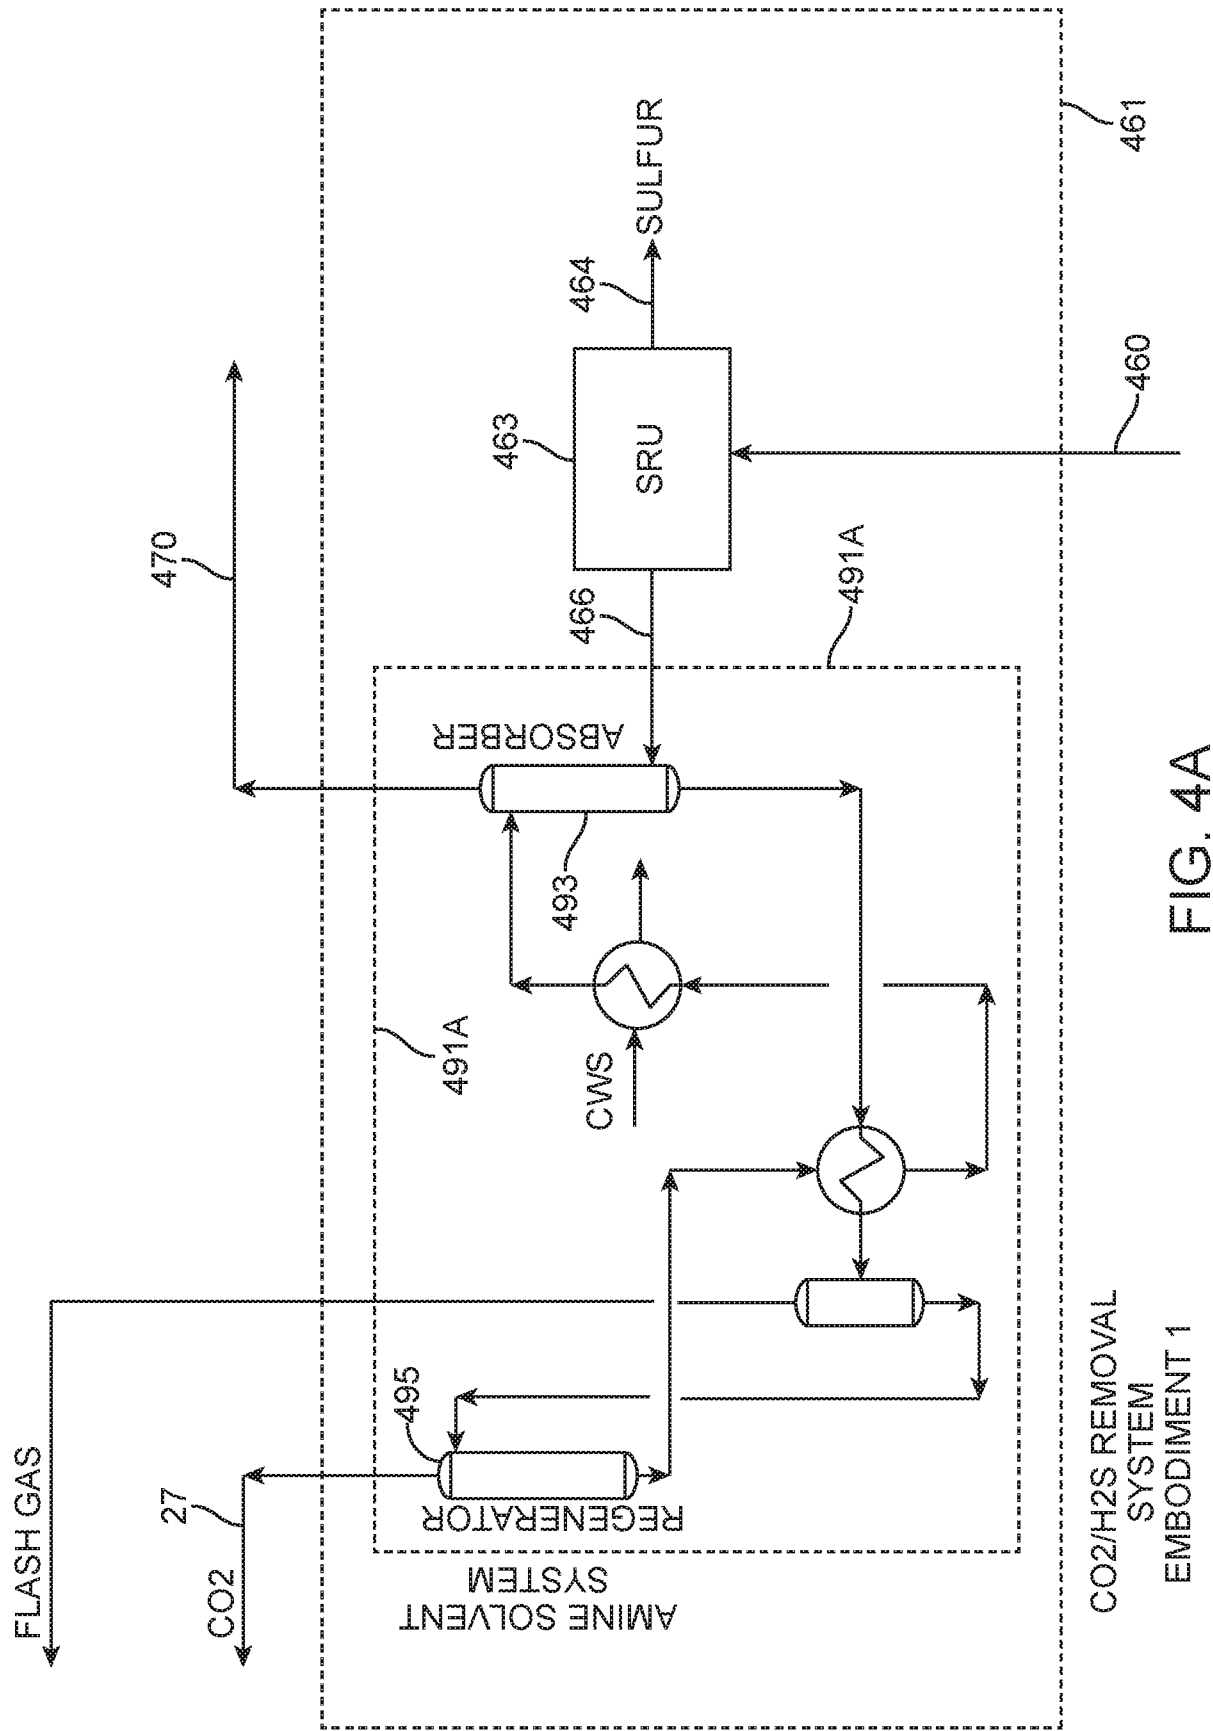 FLASH GAS
27
470
CO2
AMINE SOLVENT
SYSTEM
REGENERATOR
495
491A
ABSORBER
493
CWS
466
463
464
SRU
SULFUR
491A
CO2/H2S REMOVAL
SYSTEM
EMBODIMENT 1
460
461
FIG. 4A